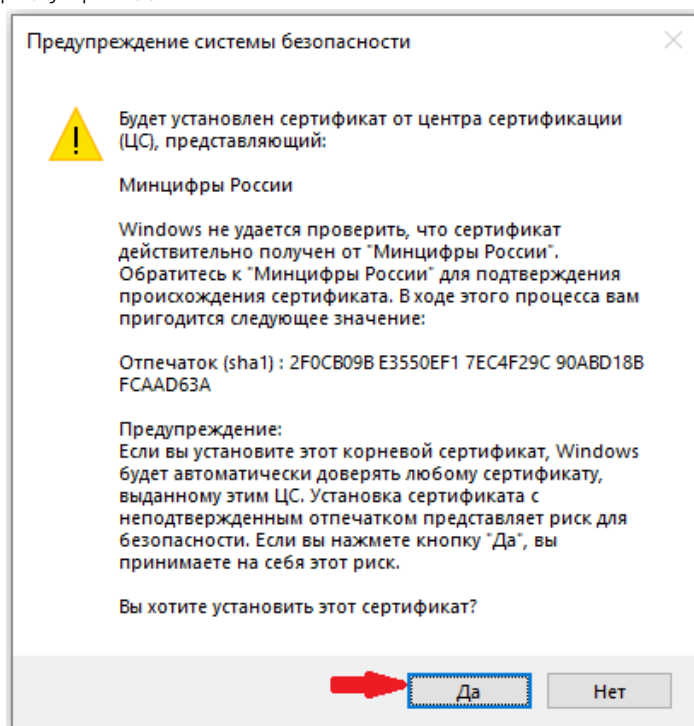 Предупреждение системы безопасности
Будет установлен сертификат от центра сертификации
(ЦС), представляющий:
Минцифры России
Windows не удается проверить, что сертификат
действительно получен от "Минцифры России".
Обратитесь к "Минцифры России" для подтверждения
происхождения сертификата. В ходе этого процесса вам
пригодится следующее значение:
Отпечаток (sha1) : 2F0CB09B E3550EF1 7EC4F29C 90ABD18B
FCAAD63A
Предупреждение:
Если вы установите этот корневой сертификат, Windows
будет автоматически доверять любому сертификату,
выданному этим ЦС. Установка сертификата с
неподтвержденным отпечатком представляет риск для
безопасности. Если вы нажмете кнопку "Да", вы
принимаете на себя этот риск.
Вы хотите установить этот сертификат?
Да Нет